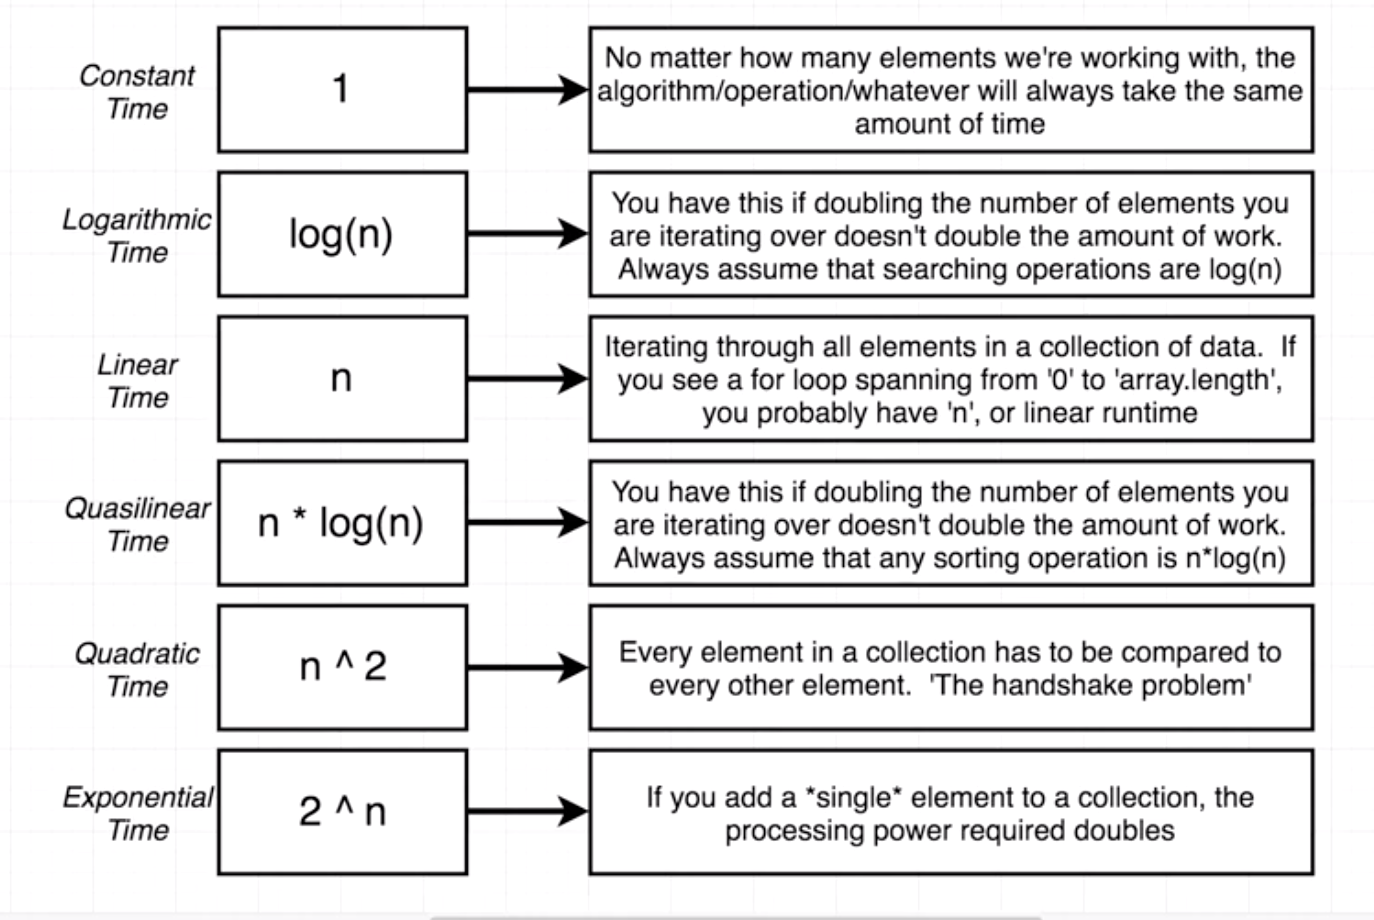 Constant
Time
1
No matter how many elements we're working with, the
algorithm/operation/whatever will always take the same
amount of time
Logarithmic
Time
log(n)
You have this if doubling the number of elements you
are iterating over doesn't double the amount of work.
Always assume that searching operations are log(n)
Linear
Time
n
Iterating through all elements in a collection of data.  If
you see a for loop spanning from '0' to 'array.length',
you probably have 'n', or linear runtime
Quasilinear
Time
n * log(n)
You have this if doubling the number of elements you
are iterating over doesn't double the amount of work.
Always assume that any sorting operation is n*log(n)
Quadratic
Time
n ^ 2
Every element in a collection has to be compared to
every other element.  'The handshake problem'
Exponential
Time
2 ^ n
If you add a *single* element to a collection, the
processing power required doubles